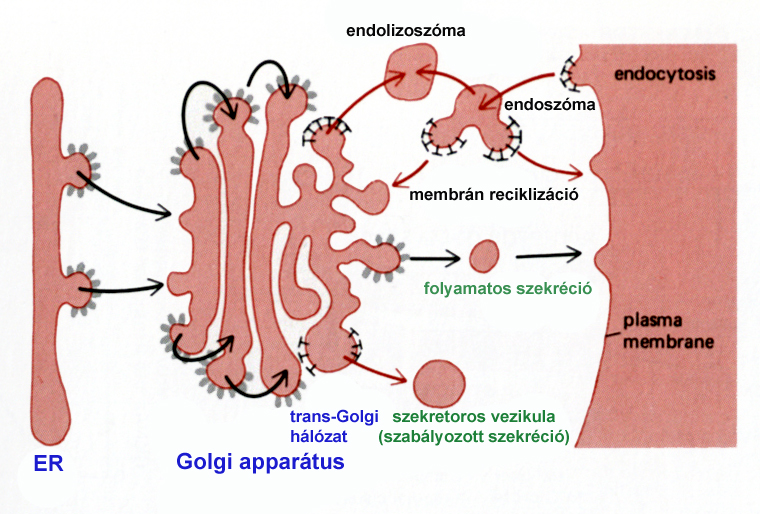 endolizoszóma
endocytosis
endoszóma
membrán reciklizáció
folyamatos szekréció
plasma
membrane
trans-Golgi szekretoros vezikula
hálózat (szabályozott szekréció)
ER
Golgi apparátus